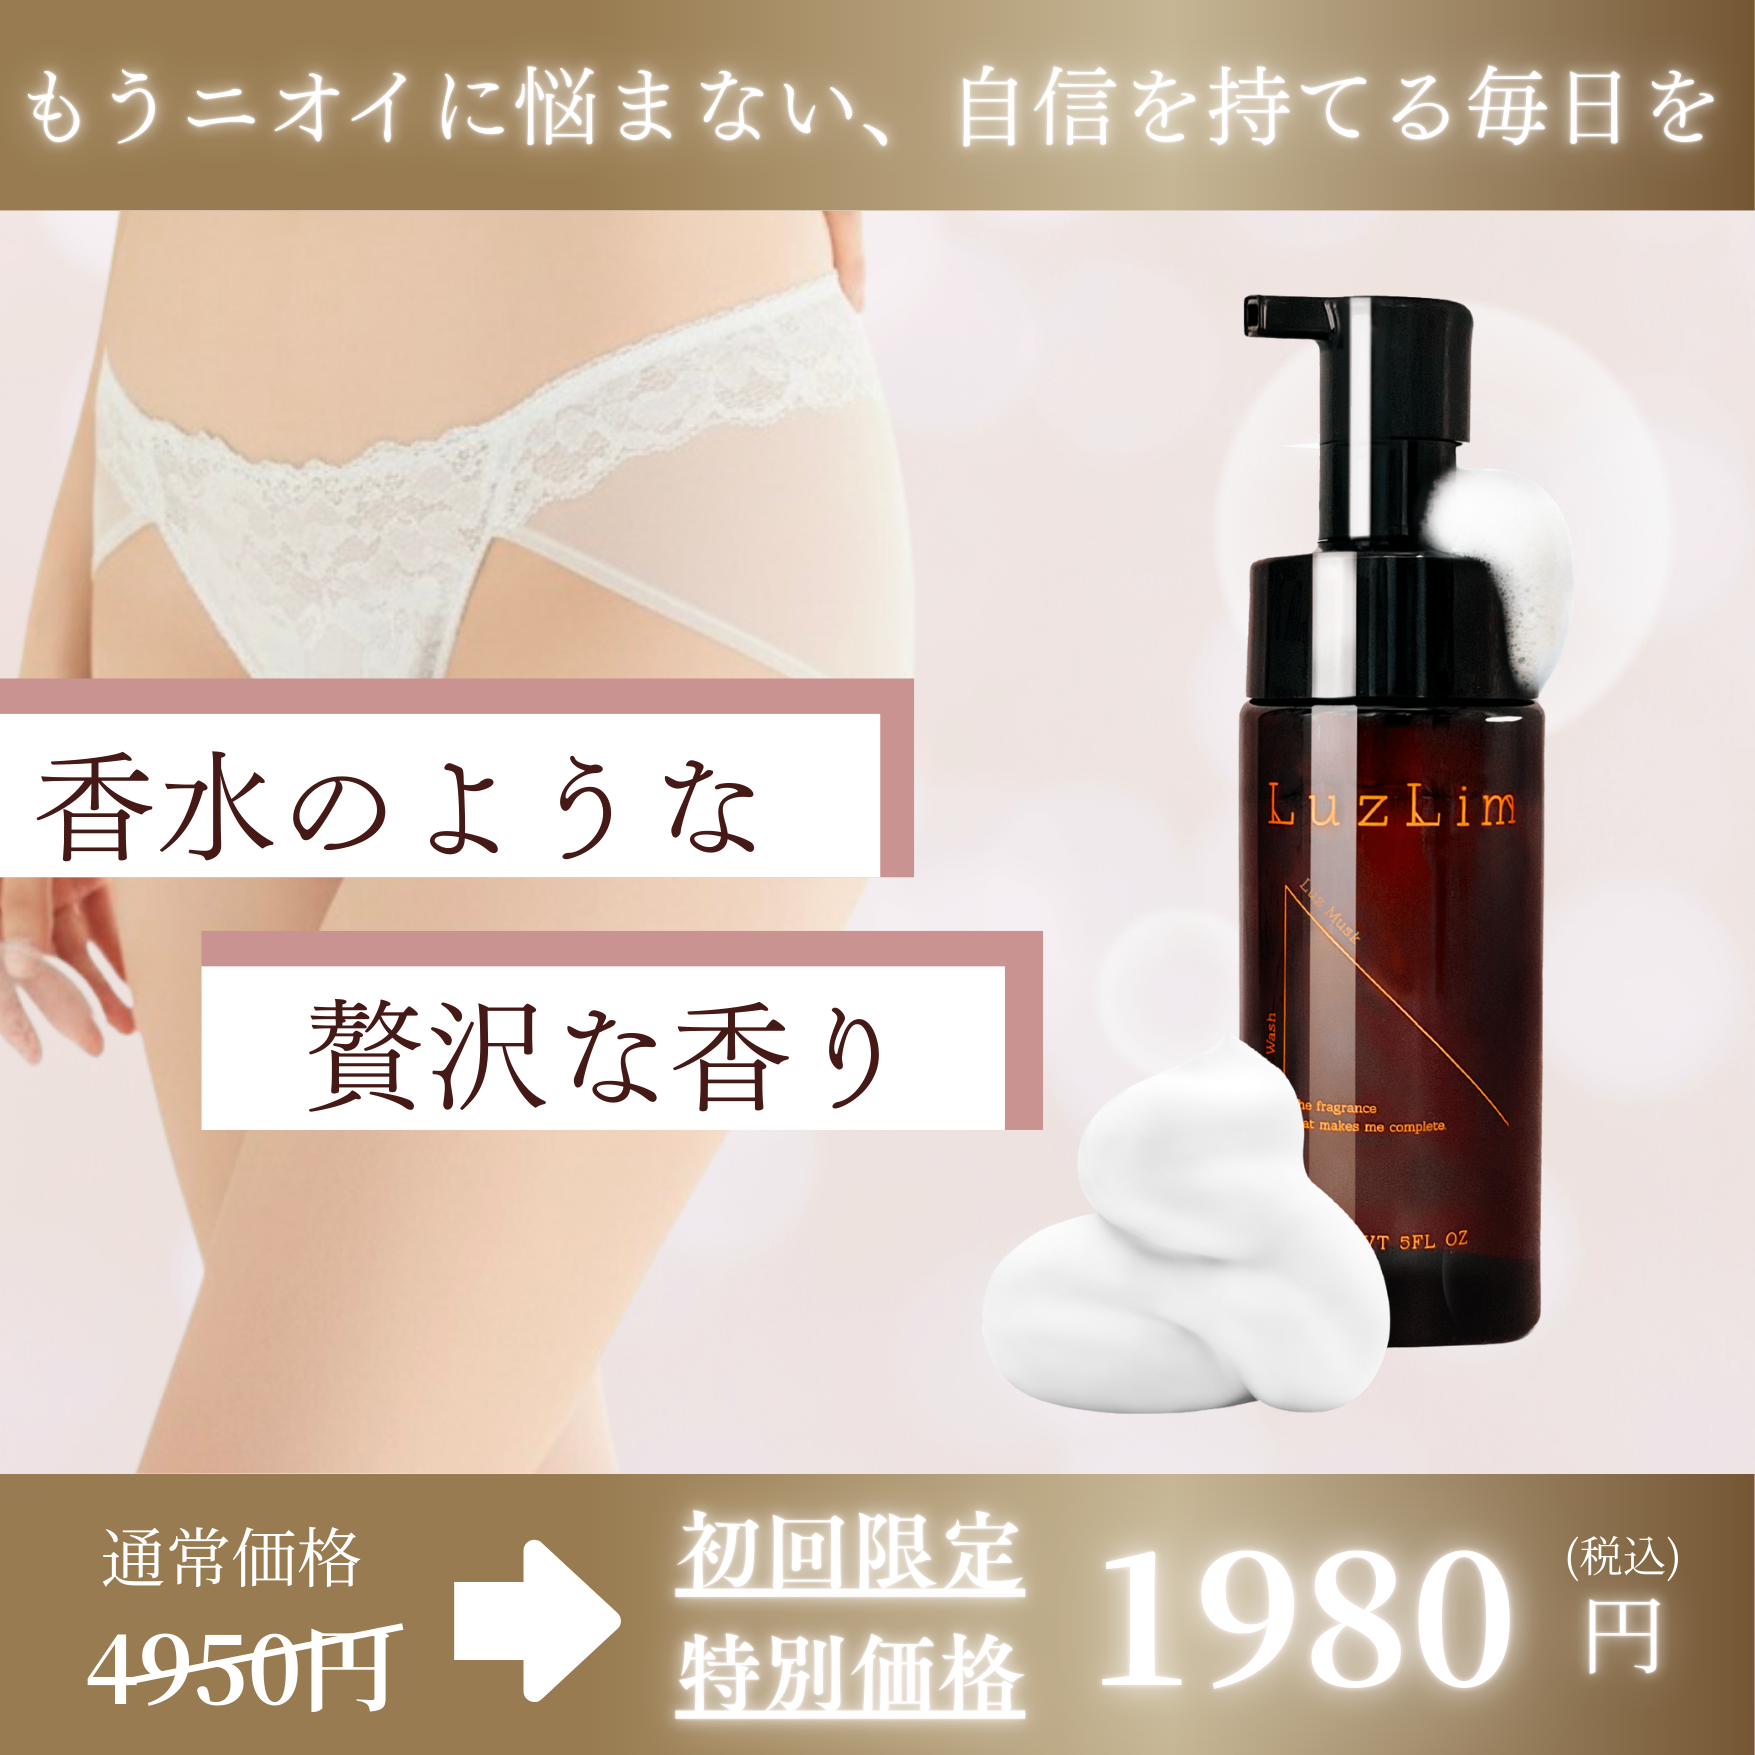 もうニオイに悩まない、自信を持てる毎日を
香水のような
贅沢な香り
LuzLim
Luz Musk
Wash
he fragrance
at makes me complete.
VT 5FL OZ
通常価格
4950円
初回限定
特別価格
1980
(税込)
円